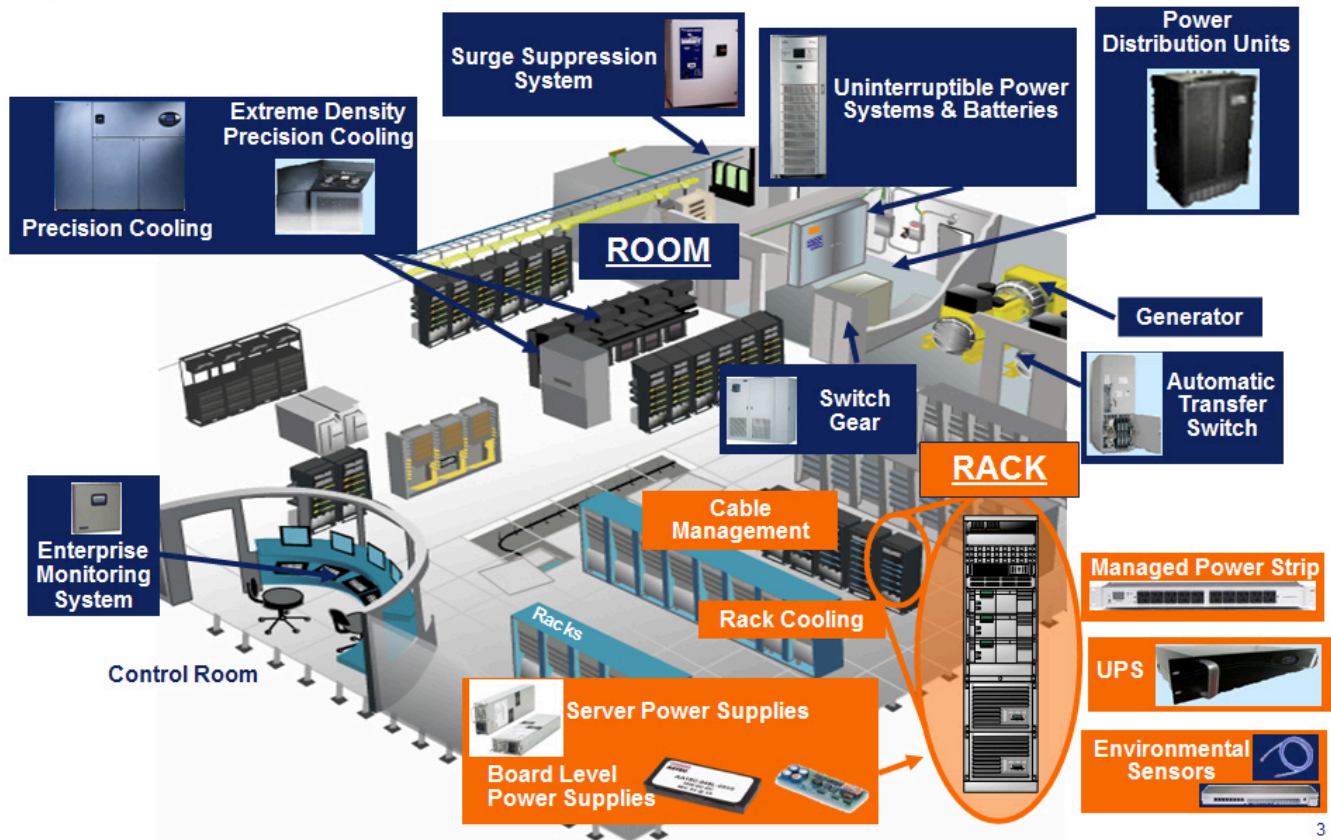 Surge Suppression
System
Uninterruptible Power
Systems & Batteries
Power
Distribution Units
Extreme Density
Precision Cooling
Precision Cooling
ROOM
Generator
Switch
Gear
Automatic
Transfer
Switch
RACK
Enterprise
Monitoring
System
Cable
Management
Rack Cooling
Racks
Control Room
Managed Power Strip
UPS
Server Power Supplies
Board Level
Power Supplies
Environmental
Sensors
3